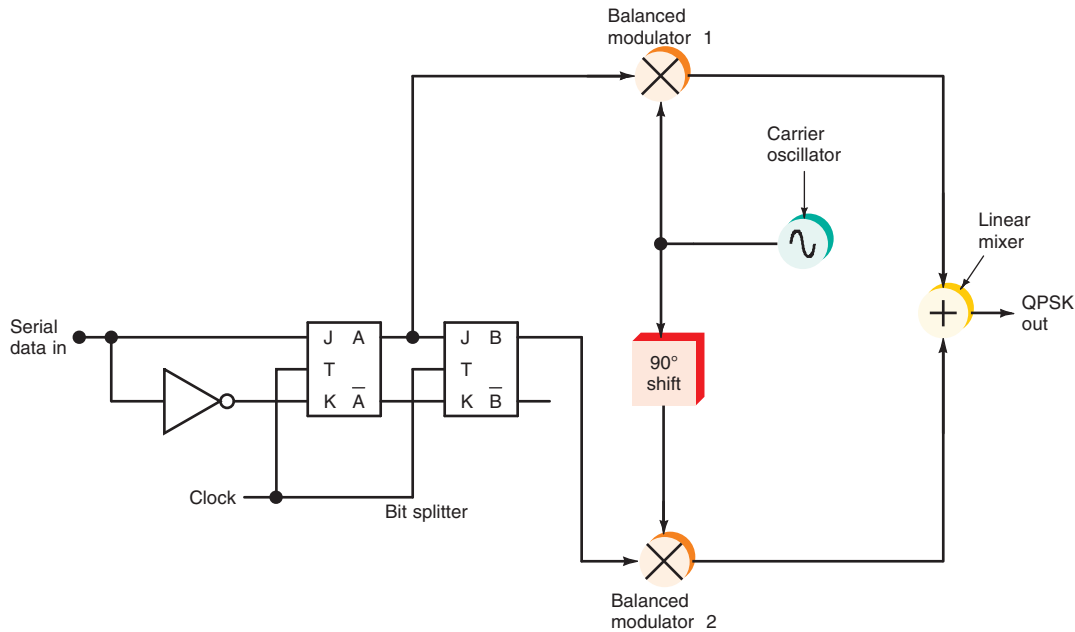 Balanced
modulator 1
Carrier
oscillator
Linear
mixer
QPSK
out
Serial
data in
J A
T
K A̅
J B
T
K B̅
90°
shift
Clock
Bit splitter
Balanced
modulator 2